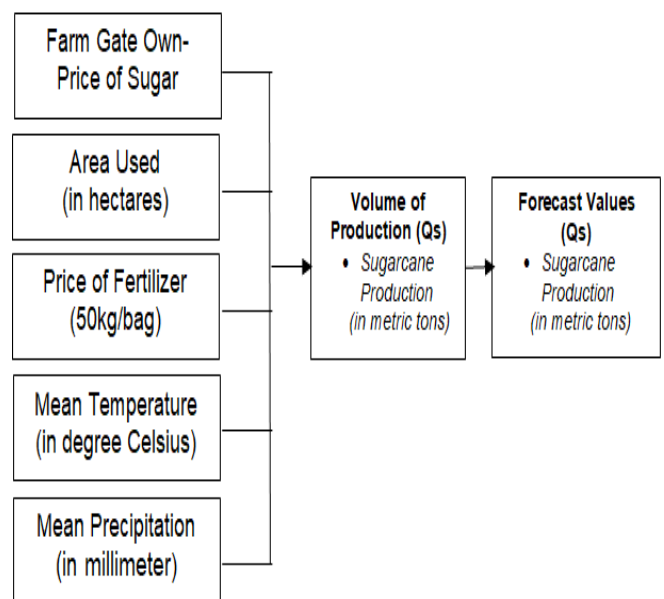 Farm Gate Own-
Price of Sugar
Area Used
(in hectares)
Price of Fertilizer
(50kg/bag)
Mean Temperature
(in degree Celsius)
Mean Precipitation
(in millimeter)
Volume of
Production (Qs)
• Sugarcane
Production
(in metric tons)
Forecast Values
(Qs)
• Sugarcane
Production
(in metric tons)